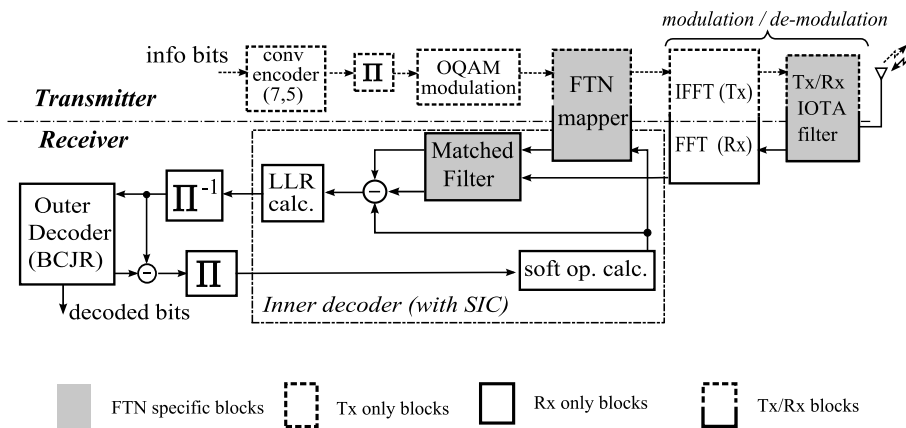 modulation / de-modulation
info bits
conv
encoder
(7,5)
Π
OQAM
modulation
FTN
mapper
IFFT (Tx)
FFT (Rx)
Tx/Rx
IOTA
filter
Transmitter
Receiver
Matched
Filter
LLR
calc.
Π⁻¹
Outer
Decoder
(BCJR)
Π
soft op. calc.
Inner decoder (with SIC)
decoded bits
FTN specific blocks
Tx only blocks
Rx only blocks
Tx/Rx blocks